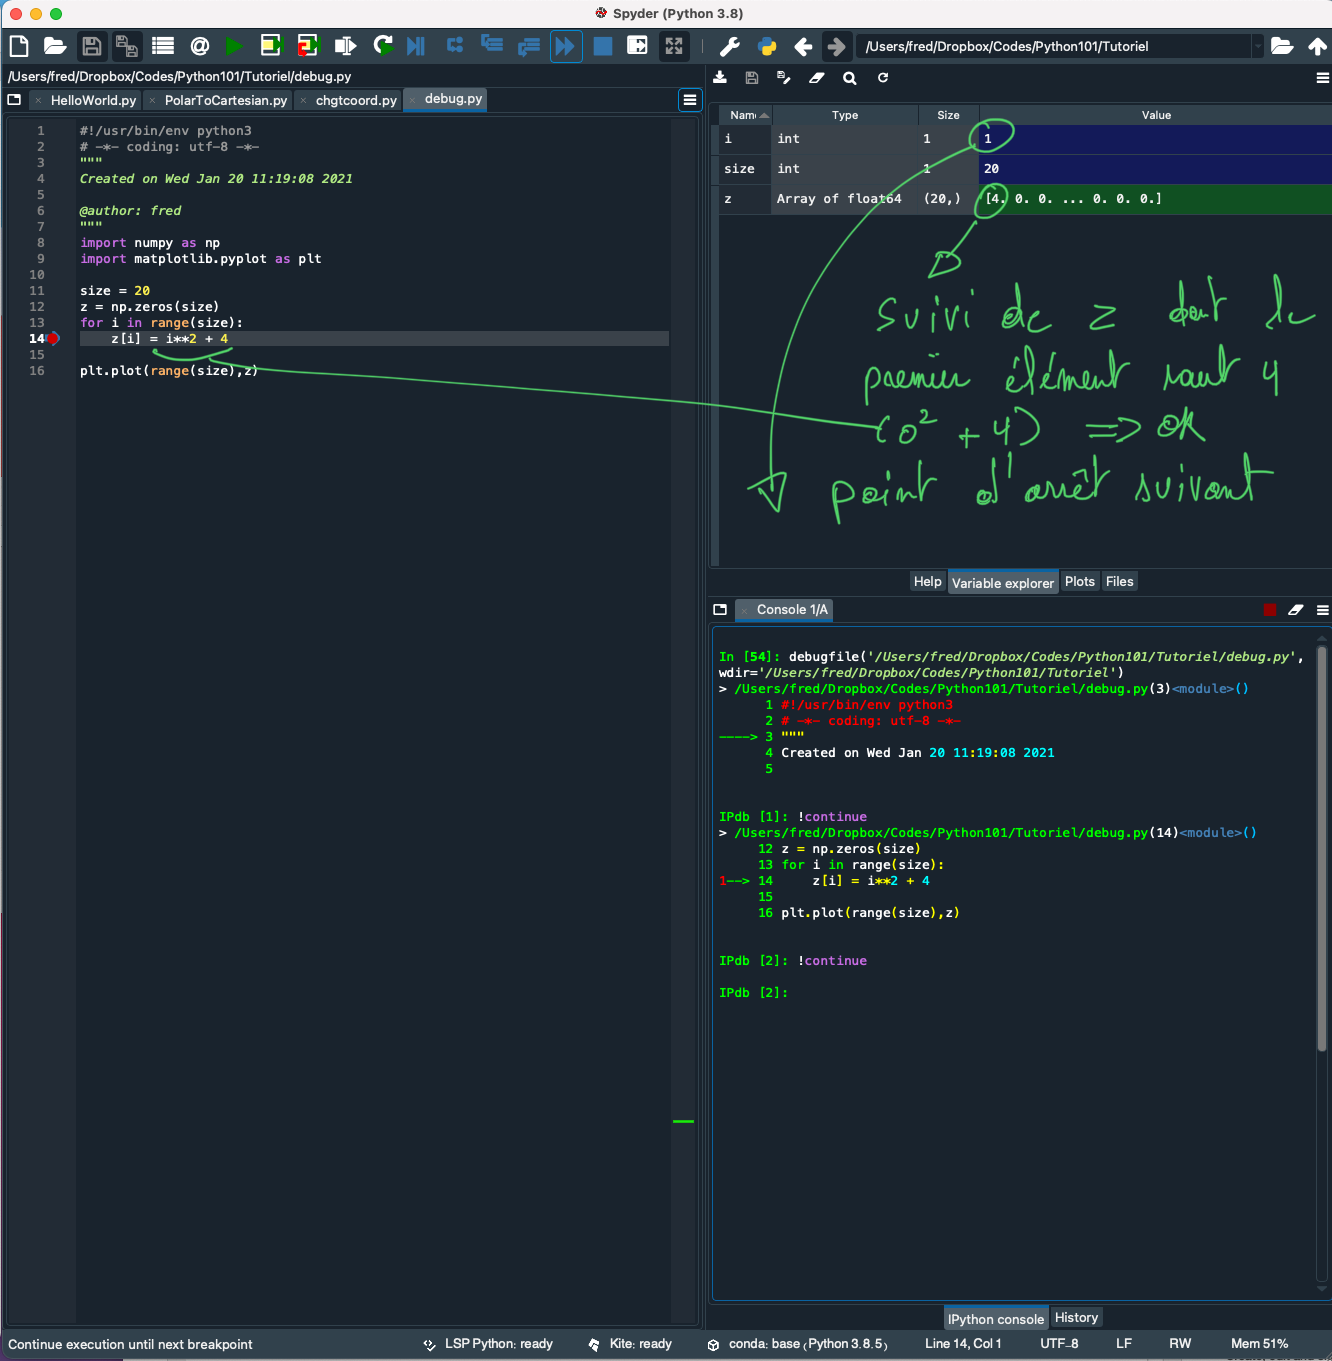 Spyder (Python 3.8)
/Users/fred/Dropbox/Codes/Python101/Tutoriel
/Users/fred/Dropbox/Codes/Python101/Tutoriel/debug.py
HelloWorld.py
PolarToCartesian.py
chgtcoord.py
debug.py
1 #!/usr/bin/env python3
2 # -*- coding: utf-8 -*-
3 """
4 Created on Wed Jan 20 11:19:08 2021
5
6 @author: fred
7 """
8 import numpy as np
9 import matplotlib.pyplot as plt
10
11 size = 20
12 z = np.zeros(size)
13 for i in range(size):
14     z[i] = i**2 + 4
15
16 plt.plot(range(size),z)
Nam Type Size Value
i int 1 1
size int 1 20
z Array of float64 (20,) [4. 0. 0. ... 0. 0. 0.]
suivi de z dont le
premier élément vaut 4
(0² + 4) => OK
point d'arrêt suivant
Help Variable explorer Plots Files
Console 1/A
In [54]: debugfile('/Users/fred/Dropbox/Codes/Python101/Tutoriel/debug.py',
wdir='/Users/fred/Dropbox/Codes/Python101/Tutoriel')
> /Users/fred/Dropbox/Codes/Python101/Tutoriel/debug.py(3)<module>()
1 #!/usr/bin/env python3
2 # -*- coding: utf-8 -*-
----> 3 """
4 Created on Wed Jan 20 11:19:08 2021
5
IPdb [1]: !continue
> /Users/fred/Dropbox/Codes/Python101/Tutoriel/debug.py(14)<module>()
12 z = np.zeros(size)
13 for i in range(size):
1--> 14     z[i] = i**2 + 4
15
16 plt.plot(range(size),z)
IPdb [2]: !continue
IPdb [2]:
IPython console History
Continue execution until next breakpoint
LSP Python: ready
Kite: ready
conda: base (Python 3.8.5)
Line 14, Col 1
UTF-8
LF
RW
Mem 51%